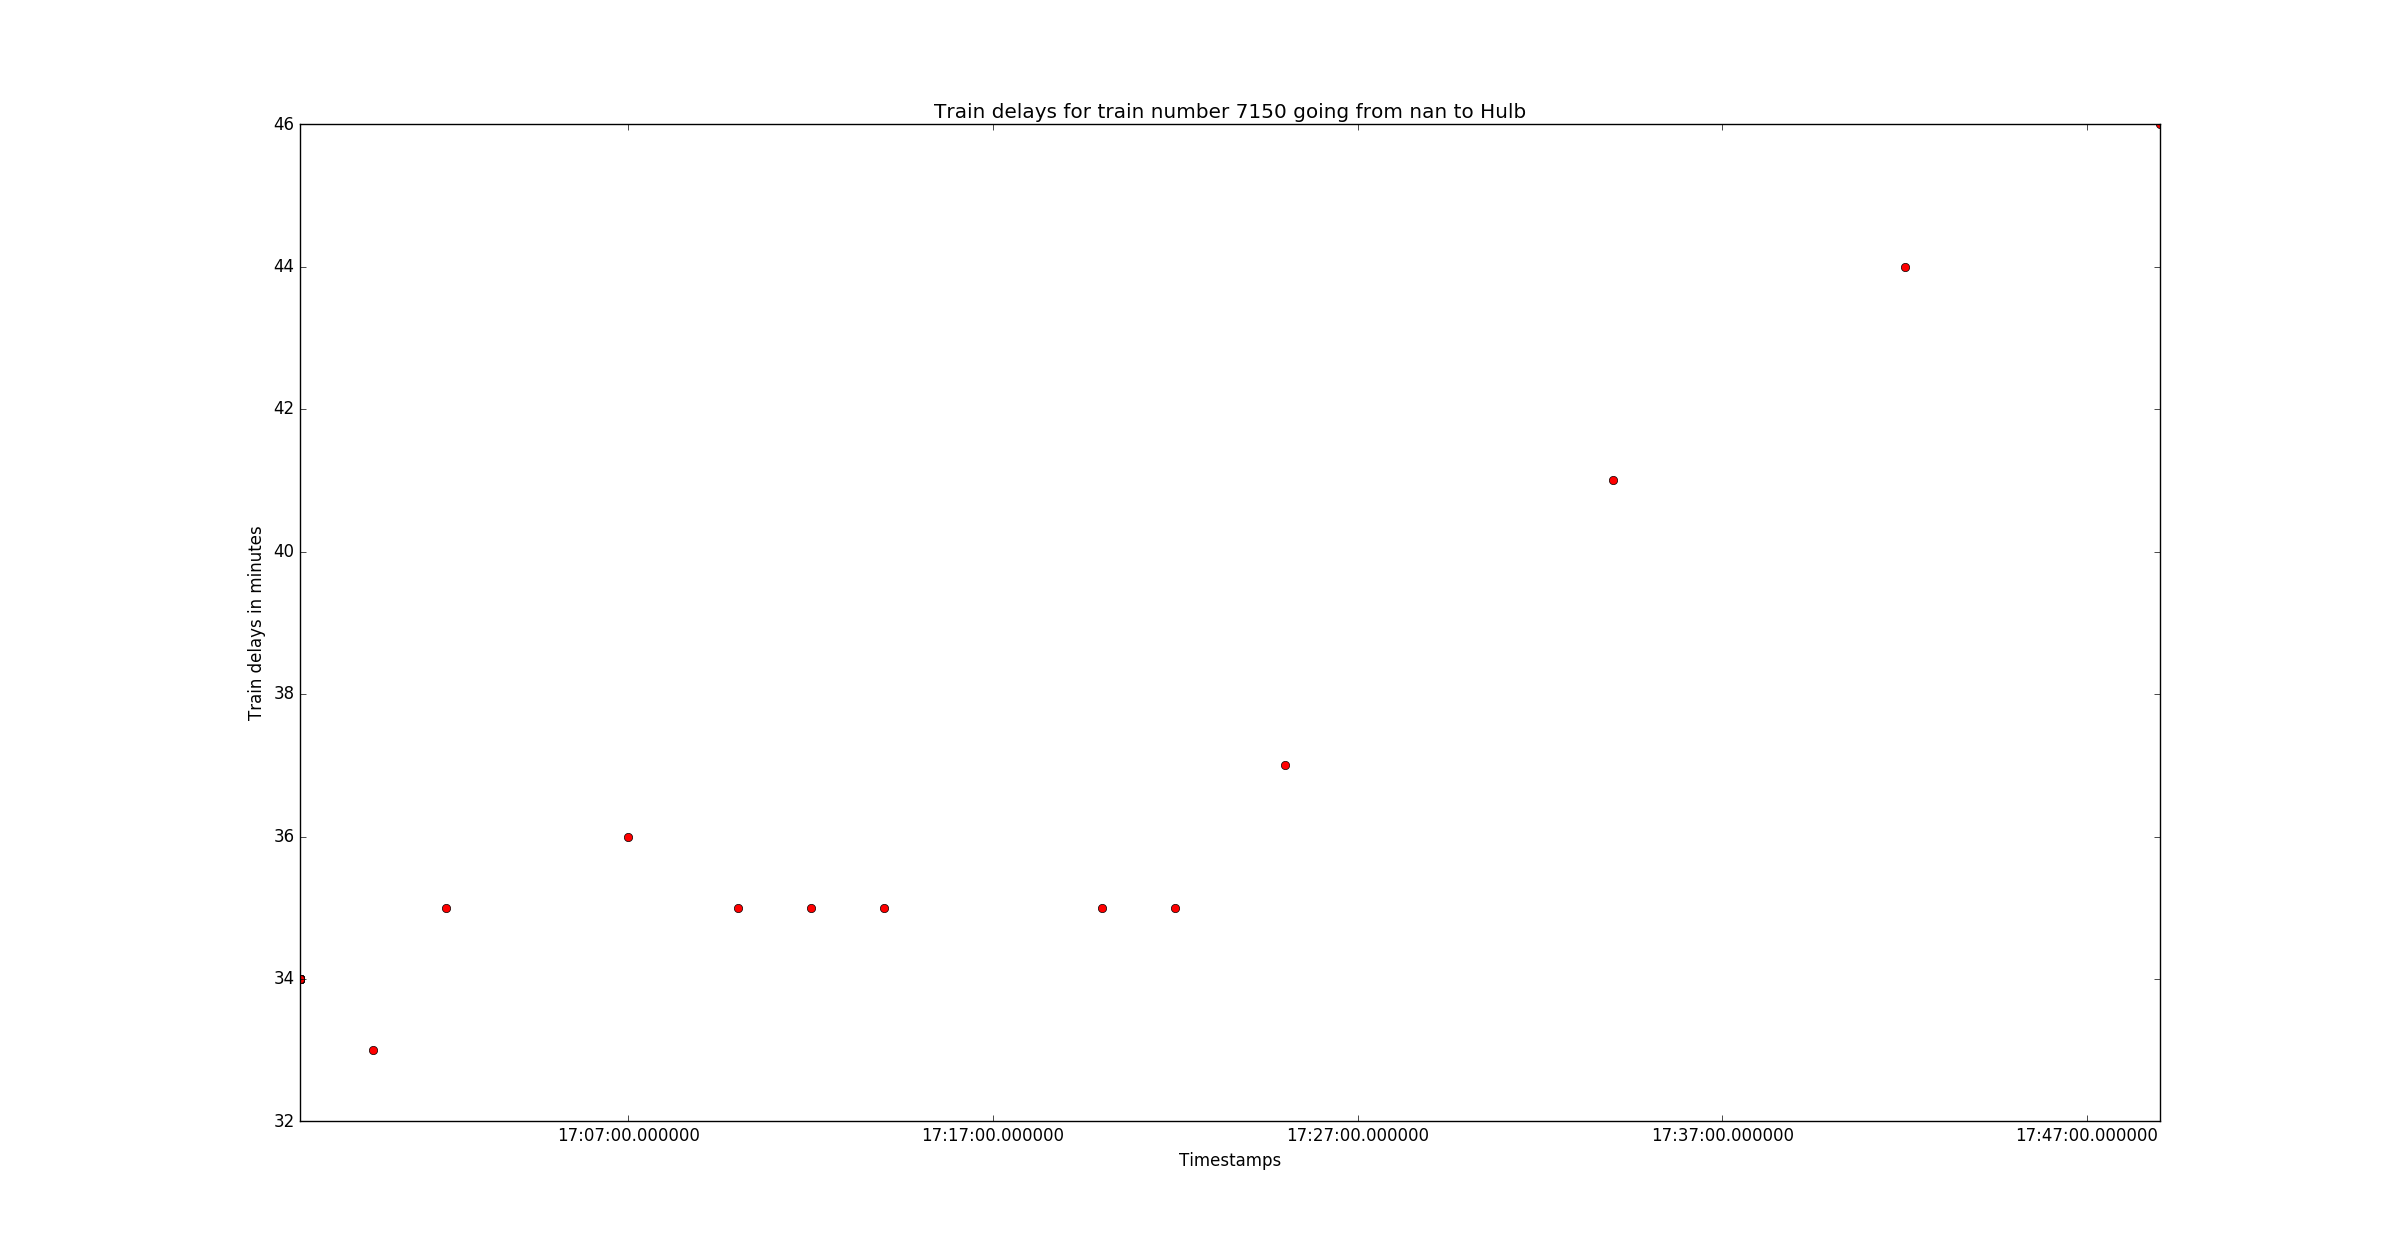 Train delays for train number 7150 going from nan to Hulb
46
44
42
40
38
36
34
32
Train delays in minutes
17:07:00.000000 17:17:00.000000 17:27:00.000000 17:37:00.000000 17:47:00.000000
Timestamps